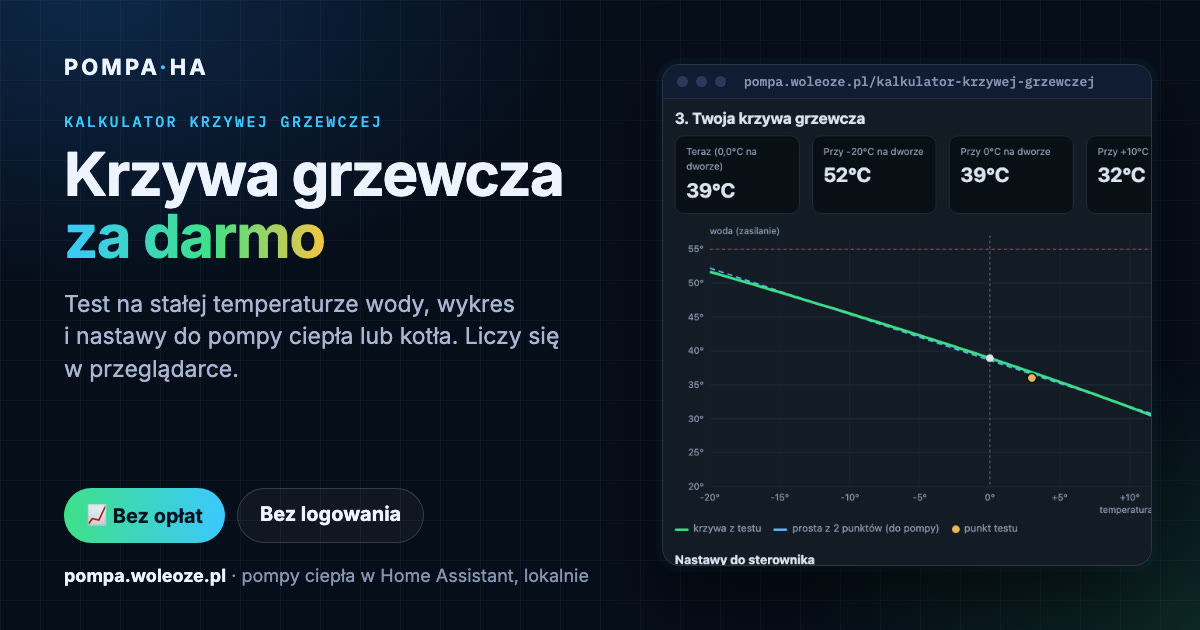 POMPA·HA
KALKULATOR KRZYWEJ GRZEWCZEJ
Krzywa grzewcza
za darmo
Test na stałej temperaturze wody, wykres
i nastawy do pompy ciepła lub kotła. Liczy się
w przeglądarce.
Bez opłat
Bez logowania
pompa.woleoze.pl · pompy ciepła w Home Assistant, lokalnie
pompa.woleoze.pl/kalkulator-krzywej-grzewczej
3. Twoja krzywa grzewcza
Teraz (0,0°C na
dworze)
39°C
Przy -20°C na dworze
52°C
Przy 0°C na dworze
39°C
Przy +10°C
32°C
woda (zasilanie)
55°
50°
45°
40°
35°
30°
25°
20°
-20° -15° -10° -5° 0° +5° +10°
temperatura
krzywa z testu prosta z 2 punktów (do pompy) punkt testu
Nastawy do sterownika